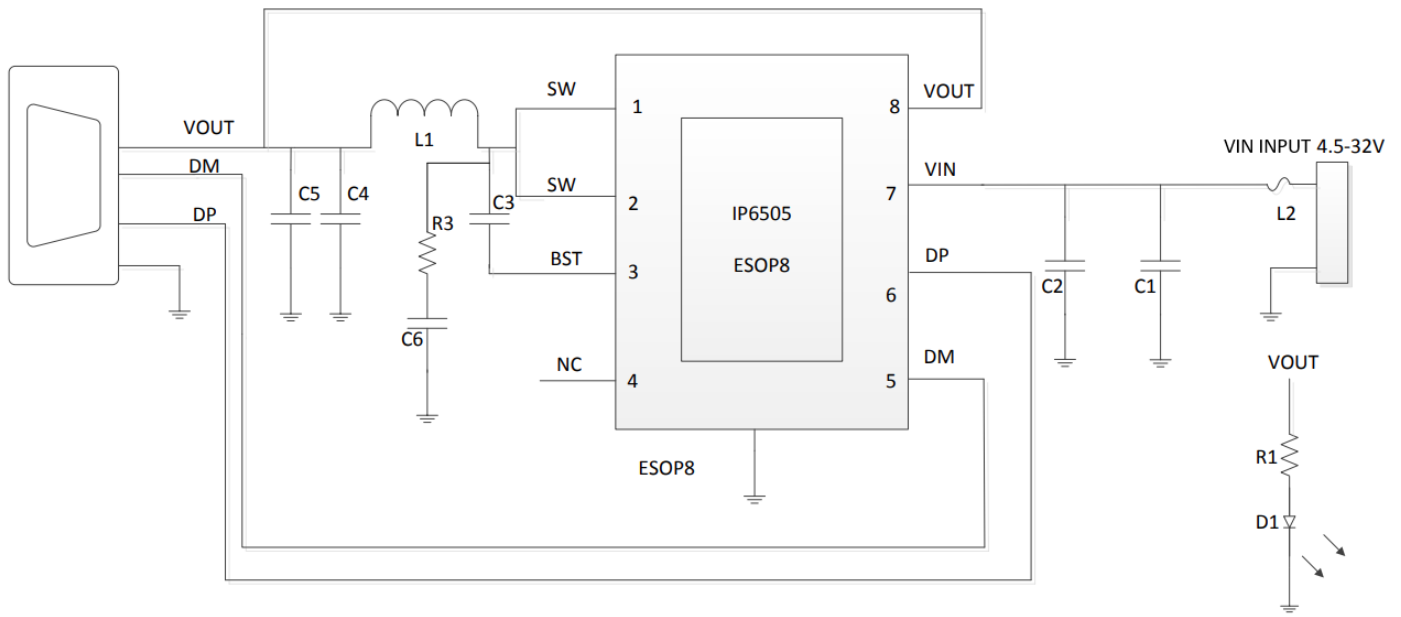 SW
1
8
VOUT
VOUT
L1
VIN INPUT 4.5-32V
DM
VIN
7
C5
C4
SW
2
C3
DP
R3
IP6505
L2
BST
3
ESOP8
DP
6
C2
C1
C6
NC
4
DM
5
VOUT
ESOP8
R1
D1